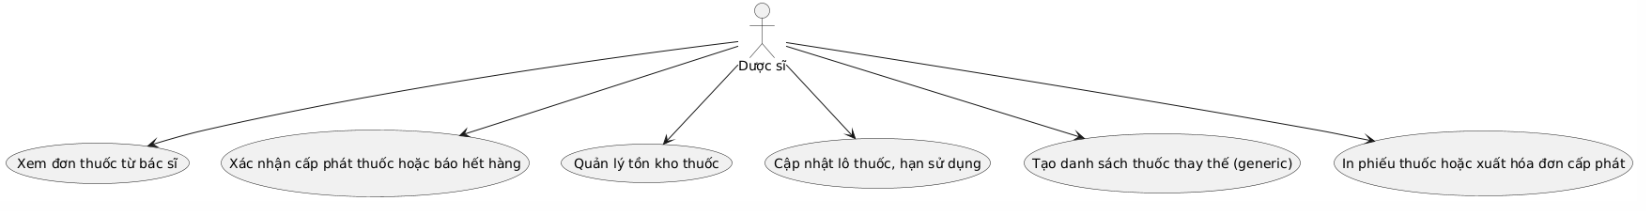 Dược sĩ
Xem đơn thuốc từ bác sĩ
Xác nhận cấp phát thuốc hoặc báo hết hàng
Quản lý tồn kho thuốc
Cập nhật lô thuốc, hạn sử dụng
Tạo danh sách thuốc thay thế (generic)
In phiếu thuốc hoặc xuất hóa đơn cấp phát